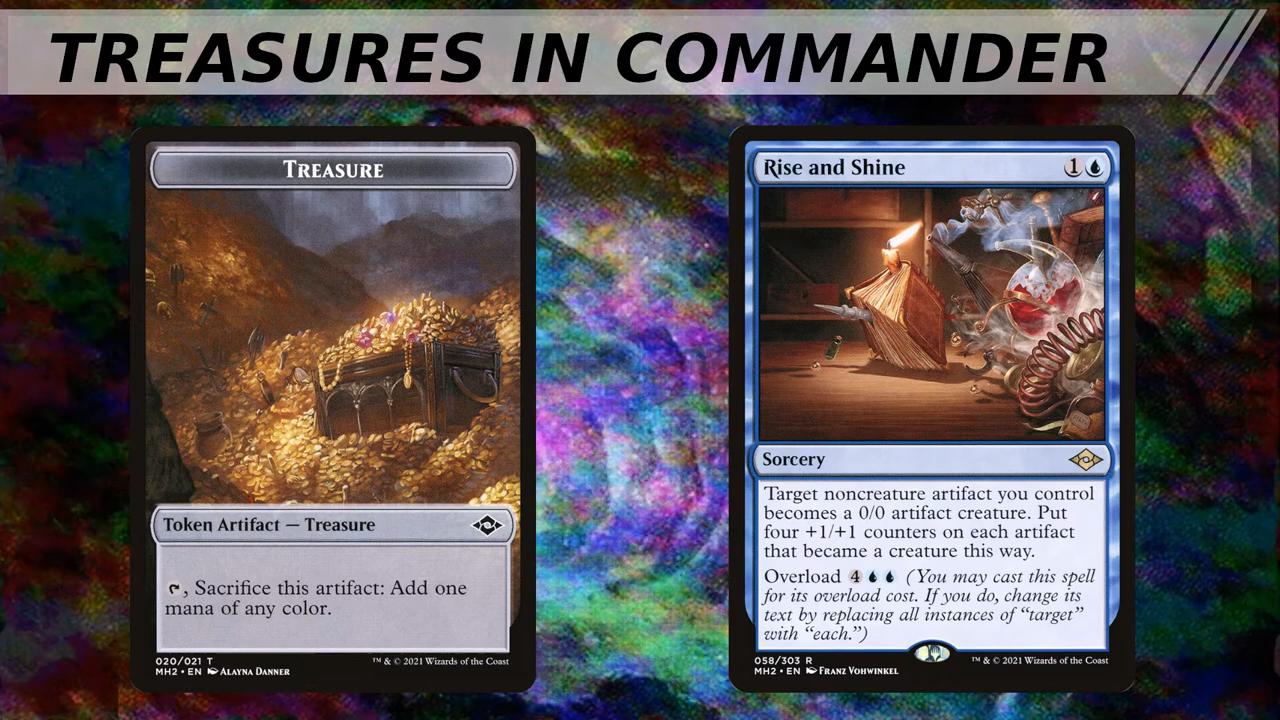 TREASURES IN COMMANDER
TREASURE
Token Artifact — Treasure
, Sacrifice this artifact: Add one
mana of any color.
020/021 T
MH2 • EN ALAYNA DANNER
™ & © 2021 Wizards of the Coast
Rise and Shine
1
Sorcery
Target noncreature artifact you control
becomes a 0/0 artifact creature. Put
four +1/+1 counters on each artifact
that became a creature this way.
Overload 4 (You may cast this spell
for its overload cost. If you do, change its
text by replacing all instances of “target”
with “each.”)
058/303 R
MH2 • EN FRANZ VOHWINKEL
™ & © 2021 Wizards of the Coast